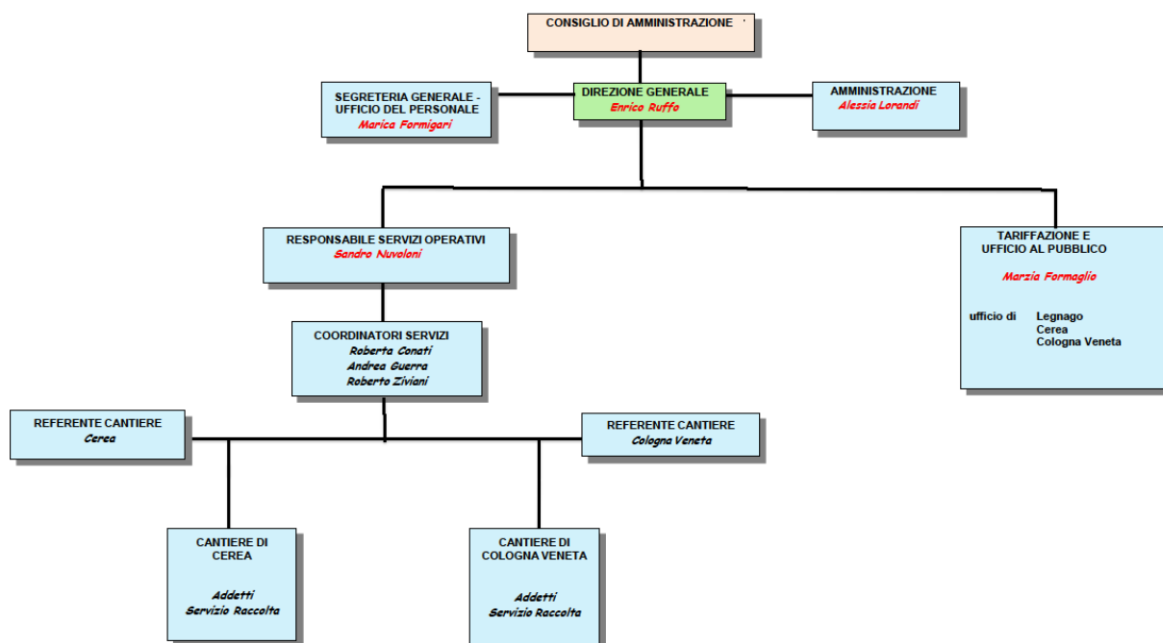 CONSIGLIO DI AMMINISTRAZIONE
SEGRETERIA GENERALE -
UFFICIO DEL PERSONALE
Marica Formigari
DIREZIONE GENERALE
Enrico Ruffo
AMMINISTRAZIONE
Alessia Lorandi
RESPONSABILE SERVIZI OPERATIVI
Sandro Nuvoloni
TARIFFAZIONE E
UFFICIO AL PUBBLICO
Marzia Formaglio
ufficio di Legnago
Cerea
Cologna Veneta
COORDINATORI SERVIZI
Roberta Conati
Andrea Guerra
Roberto Ziviani
REFERENTE CANTIERE
Cerea
REFERENTE CANTIERE
Cologna Veneta
CANTIERE DI
CEREA
Addetti
Servizio Raccolta
CANTIERE DI
COLOGNA VENETA
Addetti
Servizio Raccolta